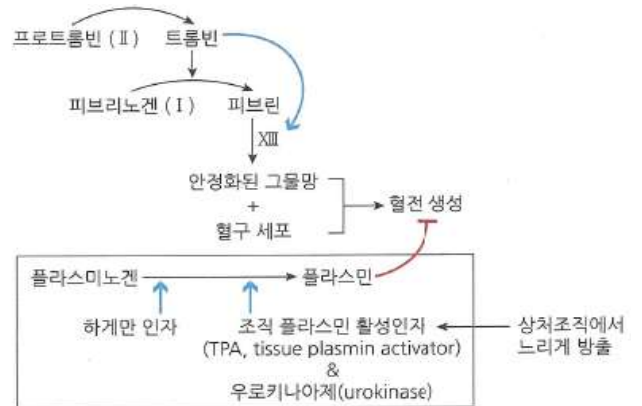 프로트롬빈 (Ⅱ) 트롬빈
피브리노겐 (Ⅰ) 피브린
ⅩⅢ
안정화된 그물망
+
혈전 생성
혈구 세포
플라스미노겐 플라스민
하게만 인자 조직 플라스민 활성인자 상처조직에서
(TPA, tissue plasmin activator) 느리게 방출
&
우로키나아제(urokinase)